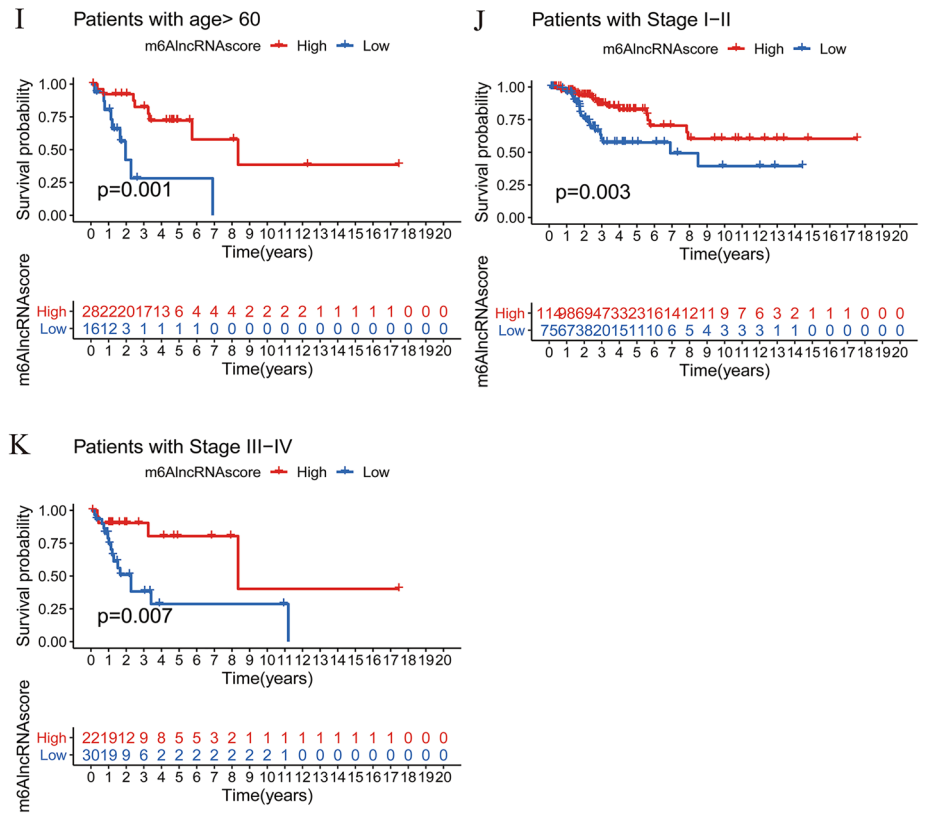 I
Patients with age> 60
m6AlncRNAscore High Low
Survival probability
1.00
0.75
0.50
0.25
0.00
p=0.001
0 1 2 3 4 5 6 7 8 9 10 11 12 13 14 15 16 17 18 19 20
Time(years)
m6AlncRNAscore
High 28 22 20 17 13 6 4 4 4 2 2 2 2 1 1 1 1 1 0 0 0
Low 16 12 3 1 1 1 1 0 0 0 0 0 0 0 0 0 0 0 0 0 0
0 1 2 3 4 5 6 7 8 9 10 11 12 13 14 15 16 17 18 19 20
Time(years)
J
Patients with Stage I−II
m6AlncRNAscore High Low
Survival probability
1.00
0.75
0.50
0.25
0.00
p=0.003
0 1 2 3 4 5 6 7 8 9 10 11 12 13 14 15 16 17 18 19 20
Time(years)
m6AlncRNAscore
High 114 98 69 47 33 23 16 14 12 11 9 7 6 3 2 1 1 1 0 0 0
Low 75 67 38 20 15 11 10 6 5 4 3 3 3 1 1 0 0 0 0 0 0
0 1 2 3 4 5 6 7 8 9 10 11 12 13 14 15 16 17 18 19 20
Time(years)
K
Patients with Stage III−IV
m6AlncRNAscore High Low
Survival probability
1.00
0.75
0.50
0.25
0.00
p=0.007
0 1 2 3 4 5 6 7 8 9 10 11 12 13 14 15 16 17 18 19 20
Time(years)
m6AlncRNAscore
High 22 19 12 9 8 5 5 3 2 1 1 1 1 1 1 1 1 1 0 0 0
Low 30 19 9 6 2 2 2 2 2 2 2 1 0 0 0 0 0 0 0 0 0
0 1 2 3 4 5 6 7 8 9 10 11 12 13 14 15 16 17 18 19 20
Time(years)